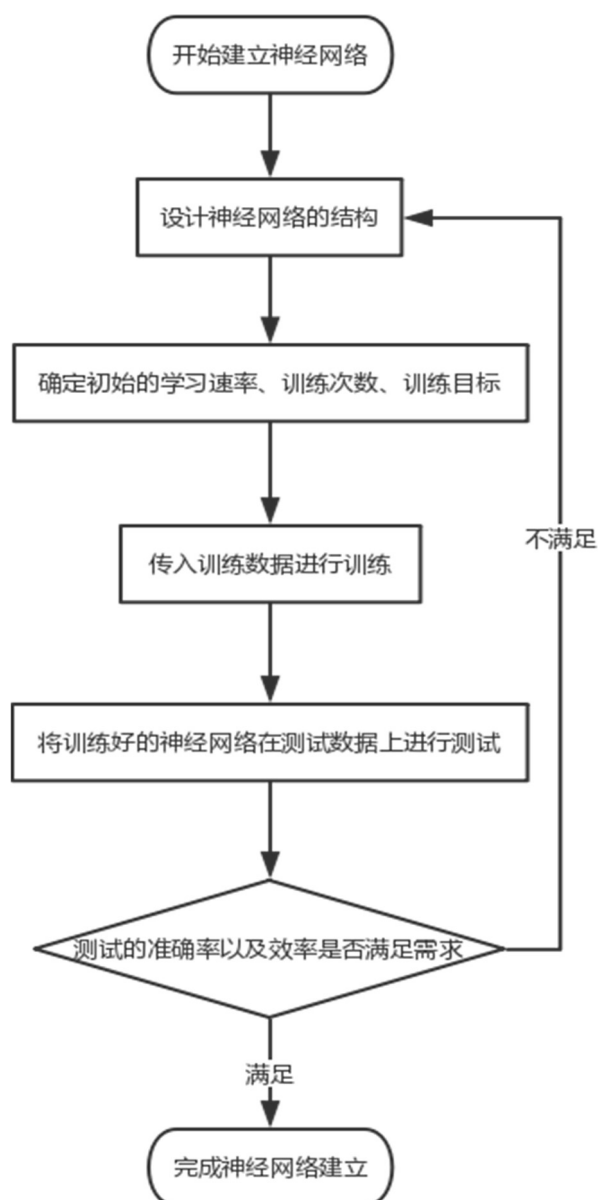 开始建立神经网络
设计神经网络的结构
确定初始的学习速率、训练次数、训练目标
传入训练数据进行训练
不满足
将训练好的神经网络在测试数据上进行测试
测试的准确率以及效率是否满足需求
满足
完成神经网络建立